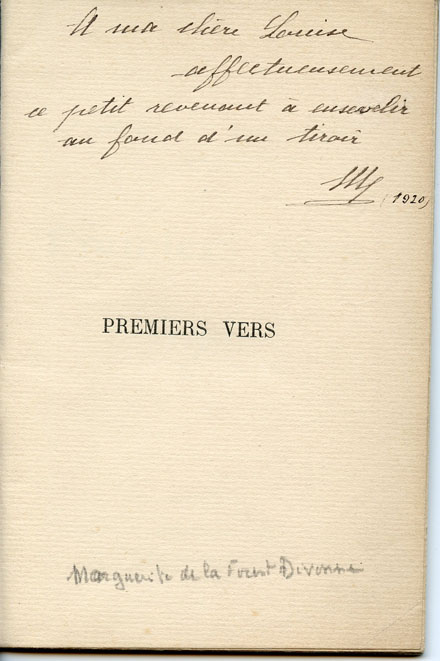 A ma chère Louise
affectueusement
ce petit revenant à ensevelir
au fond d'un tiroir
M
(1920)
PREMIERS VERS
Marguerite de la Forest Divonne